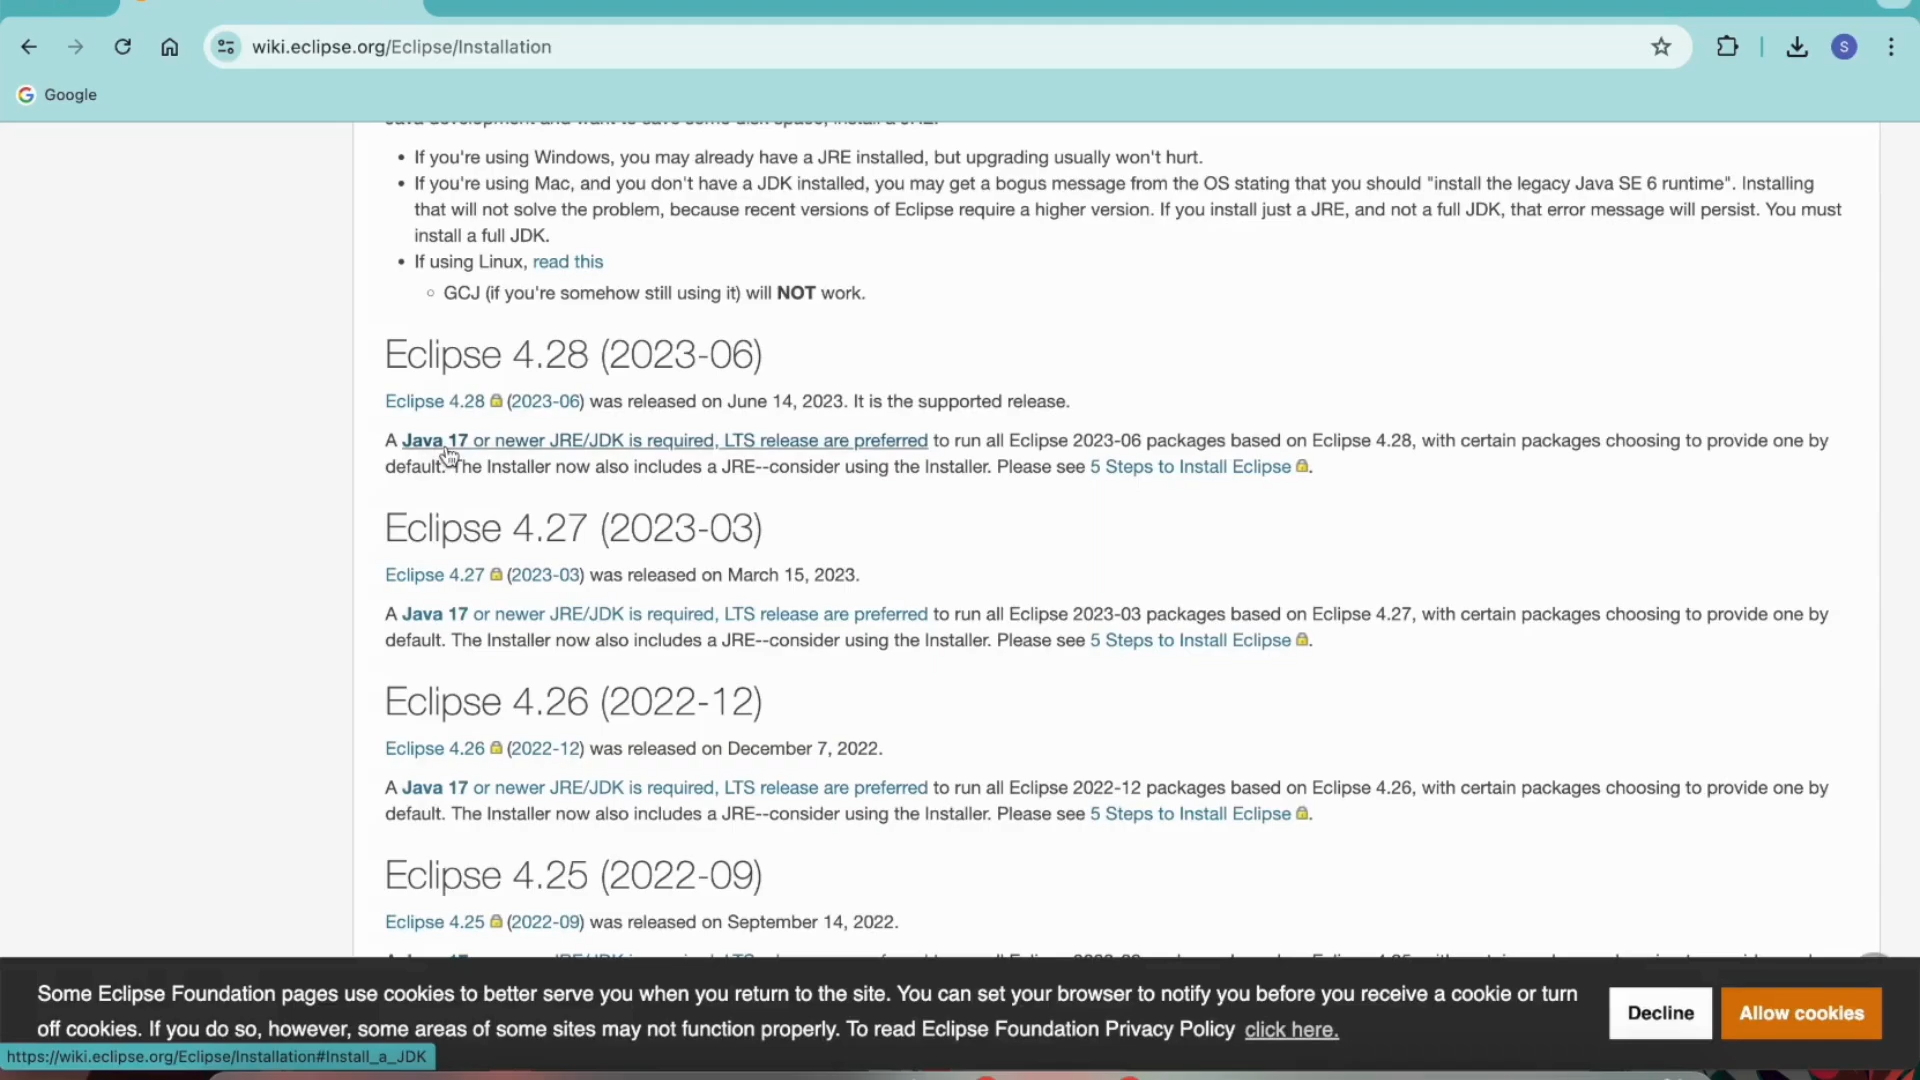 wiki.eclipse.org/Eclipse/Installation
S
Google
Java development and want to save some disk space, install a JRE.
• If you're using Windows, you may already have a JRE installed, but upgrading usually won't hurt.
• If you're using Mac, and you don't have a JDK installed, you may get a bogus message from the OS stating that you should "install the legacy Java SE 6 runtime". Installing
that will not solve the problem, because recent versions of Eclipse require a higher version. If you install just a JRE, and not a full JDK, that error message will persist. You must
install a full JDK.
• If using Linux, read this
○ GCJ (if you're somehow still using it) will NOT work.
Eclipse 4.28 (2023-06)
Eclipse 4.28 (2023-06) was released on June 14, 2023. It is the supported release.
A Java 17 or newer JRE/JDK is required, LTS release are preferred to run all Eclipse 2023-06 packages based on Eclipse 4.28, with certain packages choosing to provide one by
default. The Installer now also includes a JRE--consider using the Installer. Please see 5 Steps to Install Eclipse.
Eclipse 4.27 (2023-03)
Eclipse 4.27 (2023-03) was released on March 15, 2023.
A Java 17 or newer JRE/JDK is required, LTS release are preferred to run all Eclipse 2023-03 packages based on Eclipse 4.27, with certain packages choosing to provide one by
default. The Installer now also includes a JRE--consider using the Installer. Please see 5 Steps to Install Eclipse.
Eclipse 4.26 (2022-12)
Eclipse 4.26 (2022-12) was released on December 7, 2022.
A Java 17 or newer JRE/JDK is required, LTS release are preferred to run all Eclipse 2022-12 packages based on Eclipse 4.26, with certain packages choosing to provide one by
default. The Installer now also includes a JRE--consider using the Installer. Please see 5 Steps to Install Eclipse.
Eclipse 4.25 (2022-09)
Eclipse 4.25 (2022-09) was released on September 14, 2022.
Some Eclipse Foundation pages use cookies to better serve you when you return to the site. You can set your browser to notify you before you receive a cookie or turn
off cookies. If you do so, however, some areas of some sites may not function properly. To read Eclipse Foundation Privacy Policy click here.
Decline
Allow cookies
https://wiki.eclipse.org/Eclipse/Installation#Install_a_JDK